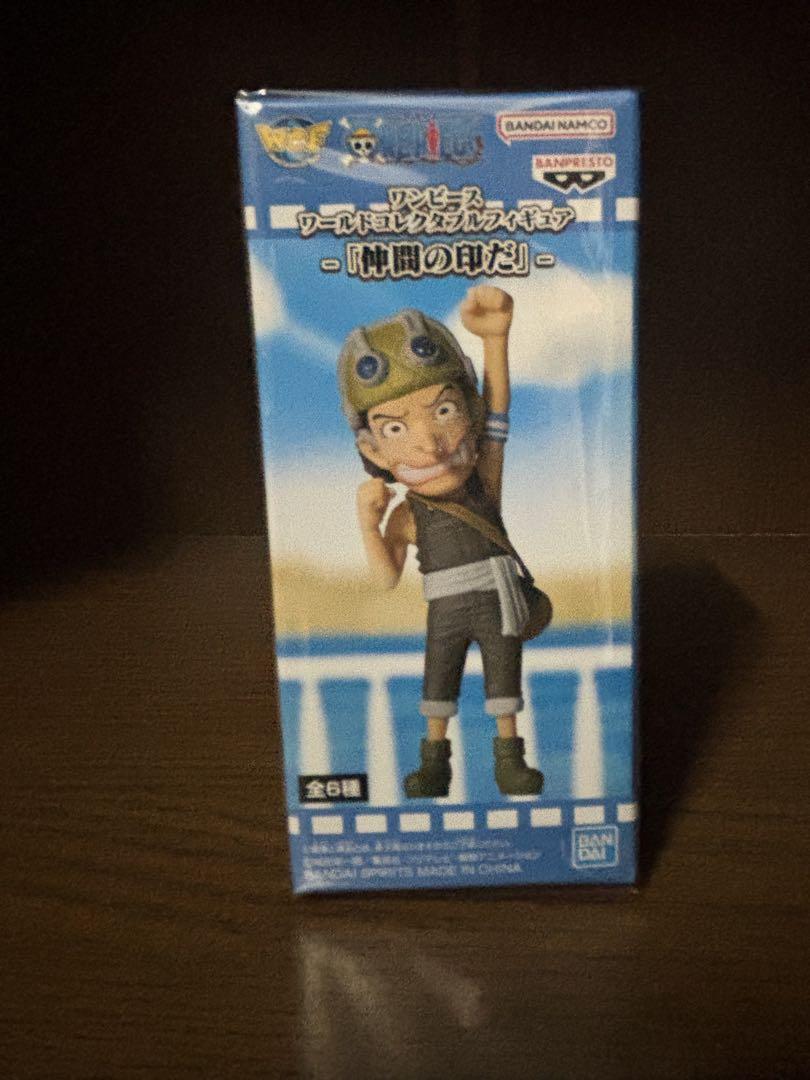 WCF
ONE PIECE
BANDAI NAMCO
BANPRESTO
ワンピース
ワールドコレクタブルフィギュア
-『仲間の印だ』-
全6種
BANDAI SPIRITS MADE IN CHINA
BAN
DAI